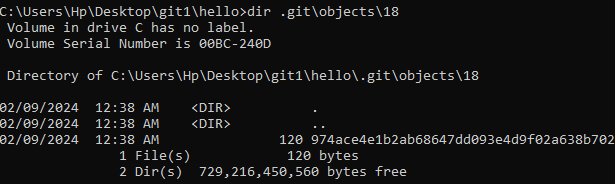 C:\Users\Hp\Desktop\git1\hello>dir .git\objects\18
 Volume in drive C has no label.
 Volume Serial Number is 00BC-240D

 Directory of C:\Users\Hp\Desktop\git1\hello\.git\objects\18

02/09/2024  12:38 AM    <DIR>          .
02/09/2024  12:38 AM    <DIR>          ..
02/09/2024  12:38 AM               120 974ace4e1b2ab68647dd093e4d9f02a638b702
               1 File(s)            120 bytes
               2 Dir(s)  729,216,450,560 bytes free